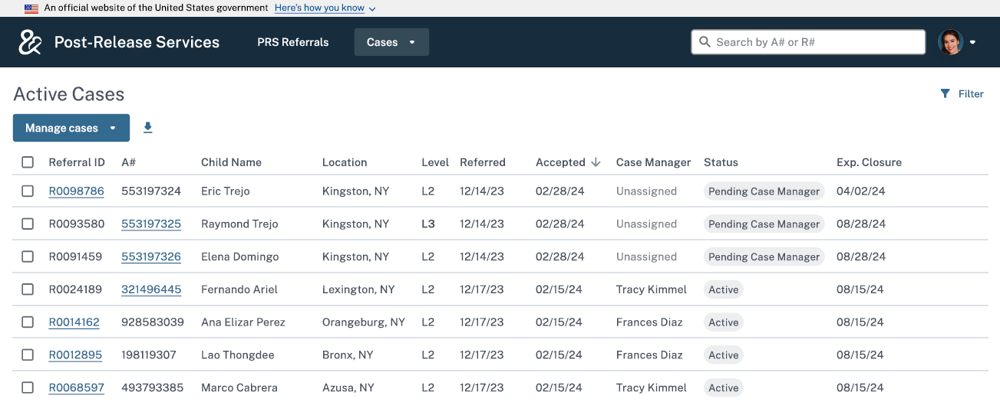 An official website of the United States government Here's how you know
Post-Release Services PRS Referrals Cases Search by A# or R#
Active Cases Filter
Manage cases
Referral ID A# Child Name Location Level Referred Accepted Case Manager Status Exp. Closure
R0098786 553197324 Eric Trejo Kingston, NY L2 12/14/23 02/28/24 Unassigned Pending Case Manager 04/02/24
R0093580 553197325 Raymond Trejo Kingston, NY L3 12/14/23 02/28/24 Unassigned Pending Case Manager 08/28/24
R0091459 553197326 Elena Domingo Kingston, NY L2 12/14/23 02/28/24 Unassigned Pending Case Manager 08/28/24
R0024189 321496445 Fernando Ariel Lexington, NY L2 12/17/23 02/15/24 Tracy Kimmel Active 08/15/24
R0014162 928583039 Ana Elizar Perez Orangeburg, NY L2 12/17/23 02/15/24 Frances Diaz Active 08/15/24
R0012895 198119307 Lao Thongdee Bronx, NY L2 12/17/23 02/15/24 Frances Diaz Active 08/15/24
R0068597 493793385 Marco Cabrera Azusa, NY L2 12/17/23 02/15/24 Tracy Kimmel Active 08/15/24